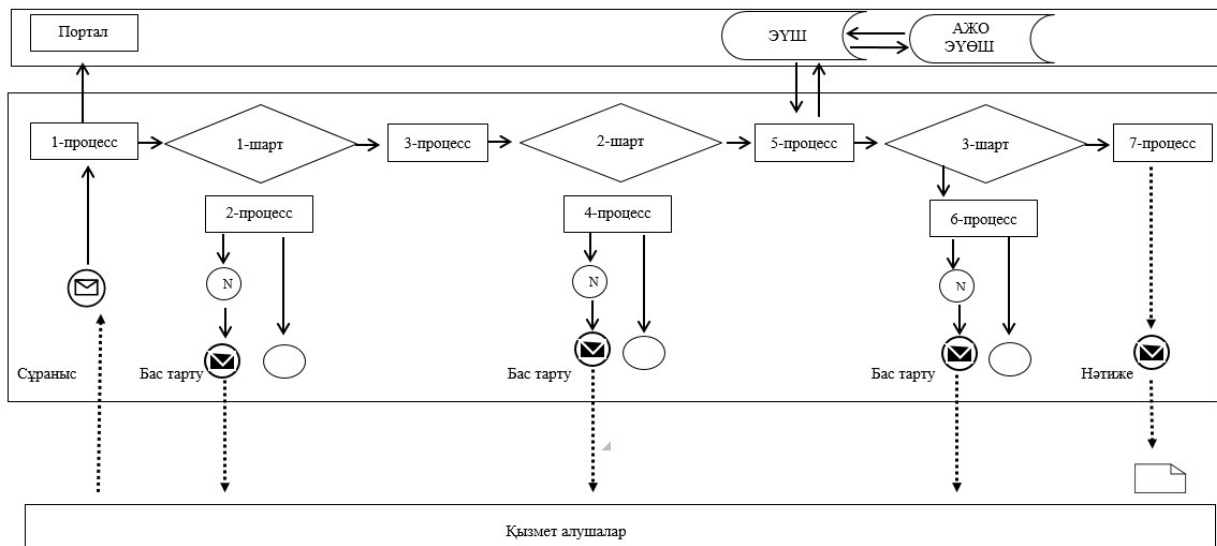 Портал
ЭҮШ
АЖО
ЭҮӨШ
1-процесс
1-шарт
3-процесс
2-шарт
5-процесс
3-шарт
7-процесс
2-процесс
4-процесс
6-процесс
N
N
N
Сұраныс
Бас тарту
Бас тарту
Бас тарту
Нәтиже
Қызмет алушалар